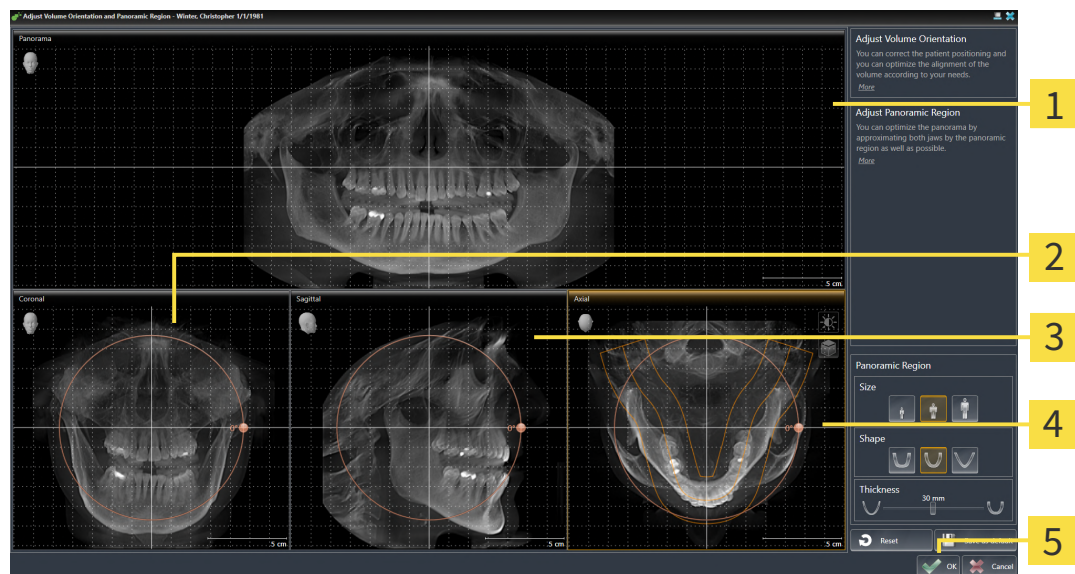 Adjust Volume Orientation and Panoramic Region - Winter, Christopher 1/1/1981
Panorama
5 cm
Coronal
0°
5 cm
Sagittal
0°
5 cm
Axial
0°
5 cm
Adjust Volume Orientation
You can correct the patient positioning and
you can optimize the alignment of the
volume according to your needs.
More
Adjust Panoramic Region
You can optimize the panorama by
approximating both jaws by the panoramic
region as well as possible.
More
Panoramic Region
Size
Shape
Thickness
30 mm
Reset
Save as default
OK
Cancel
1
2
3
4
5